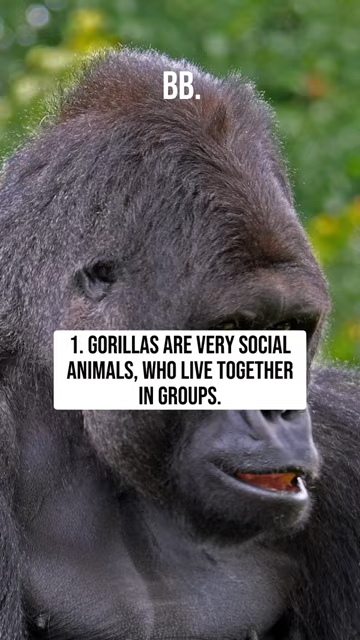 BB.
1. GORILLAS ARE VERY SOCIAL
ANIMALS, WHO LIVE TOGETHER
IN GROUPS.